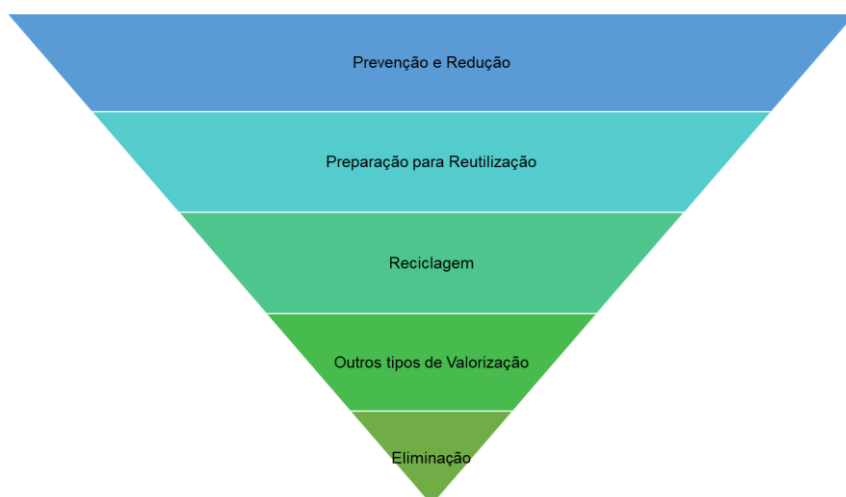 Prevenção e Redução
Preparação para Reutilização
Reciclagem
Outros tipos de Valorização
Eliminação